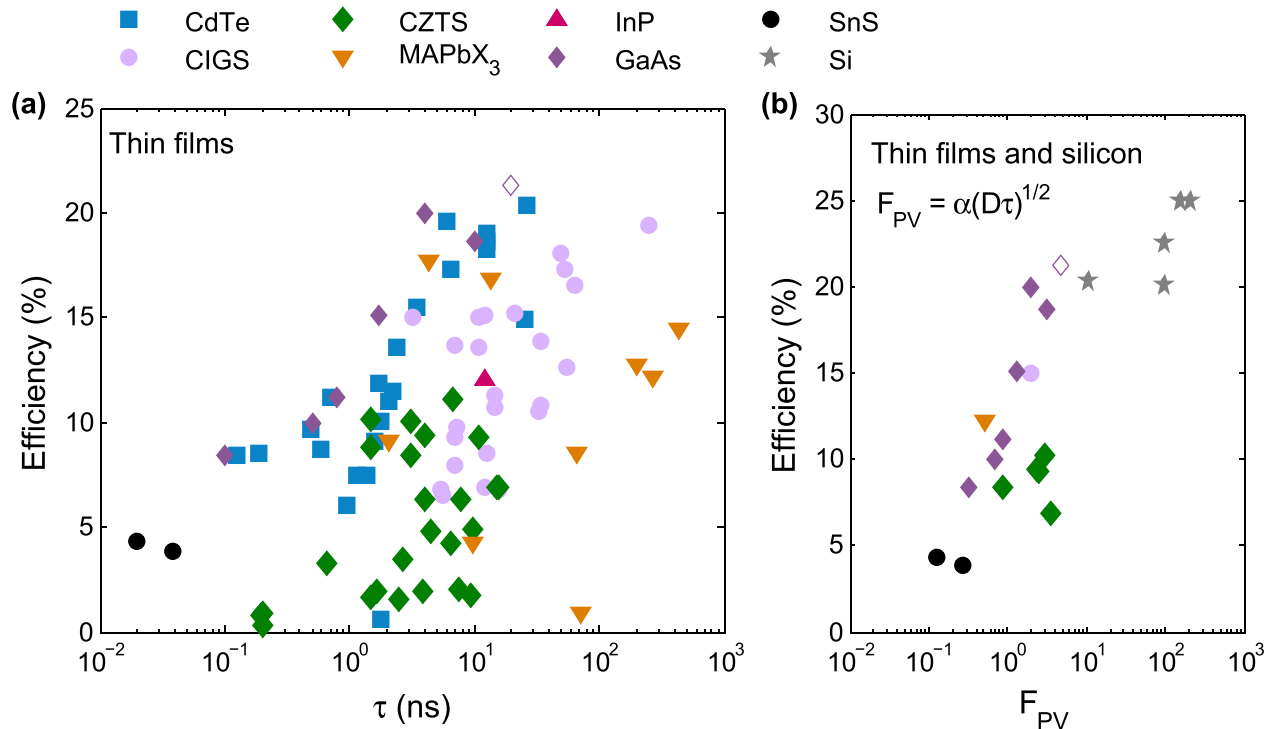 CdTe CZTS InP SnS
CIGS MAPbX₃ GaAs Si
(a) (b)
Thin films
25
20
15
10
5
0
Efficiency (%)
10⁻² 10⁻¹ 10⁰ 10¹ 10² 10³
τ (ns)
Thin films and silicon
F_PV = α(Dτ)^1/2
30
25
20
15
10
5
0
Efficiency (%)
10⁻² 10⁻¹ 10⁰ 10¹ 10² 10³
F_PV